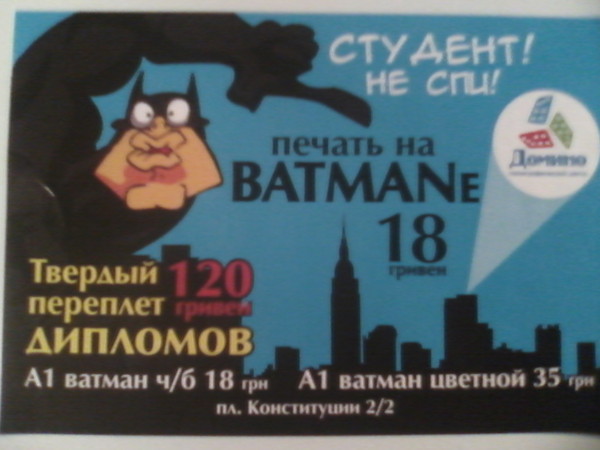 СТУДЕНТ!
НЕ СПИ!
Домино
печать на
BATMANE
18
гривен
Твердый
переплет
120
гривен
ДИПЛОМОВ
А1 ватман ч/б 18 грн
А1 ватман цветной 35 грн
пл. Конституции 2/2